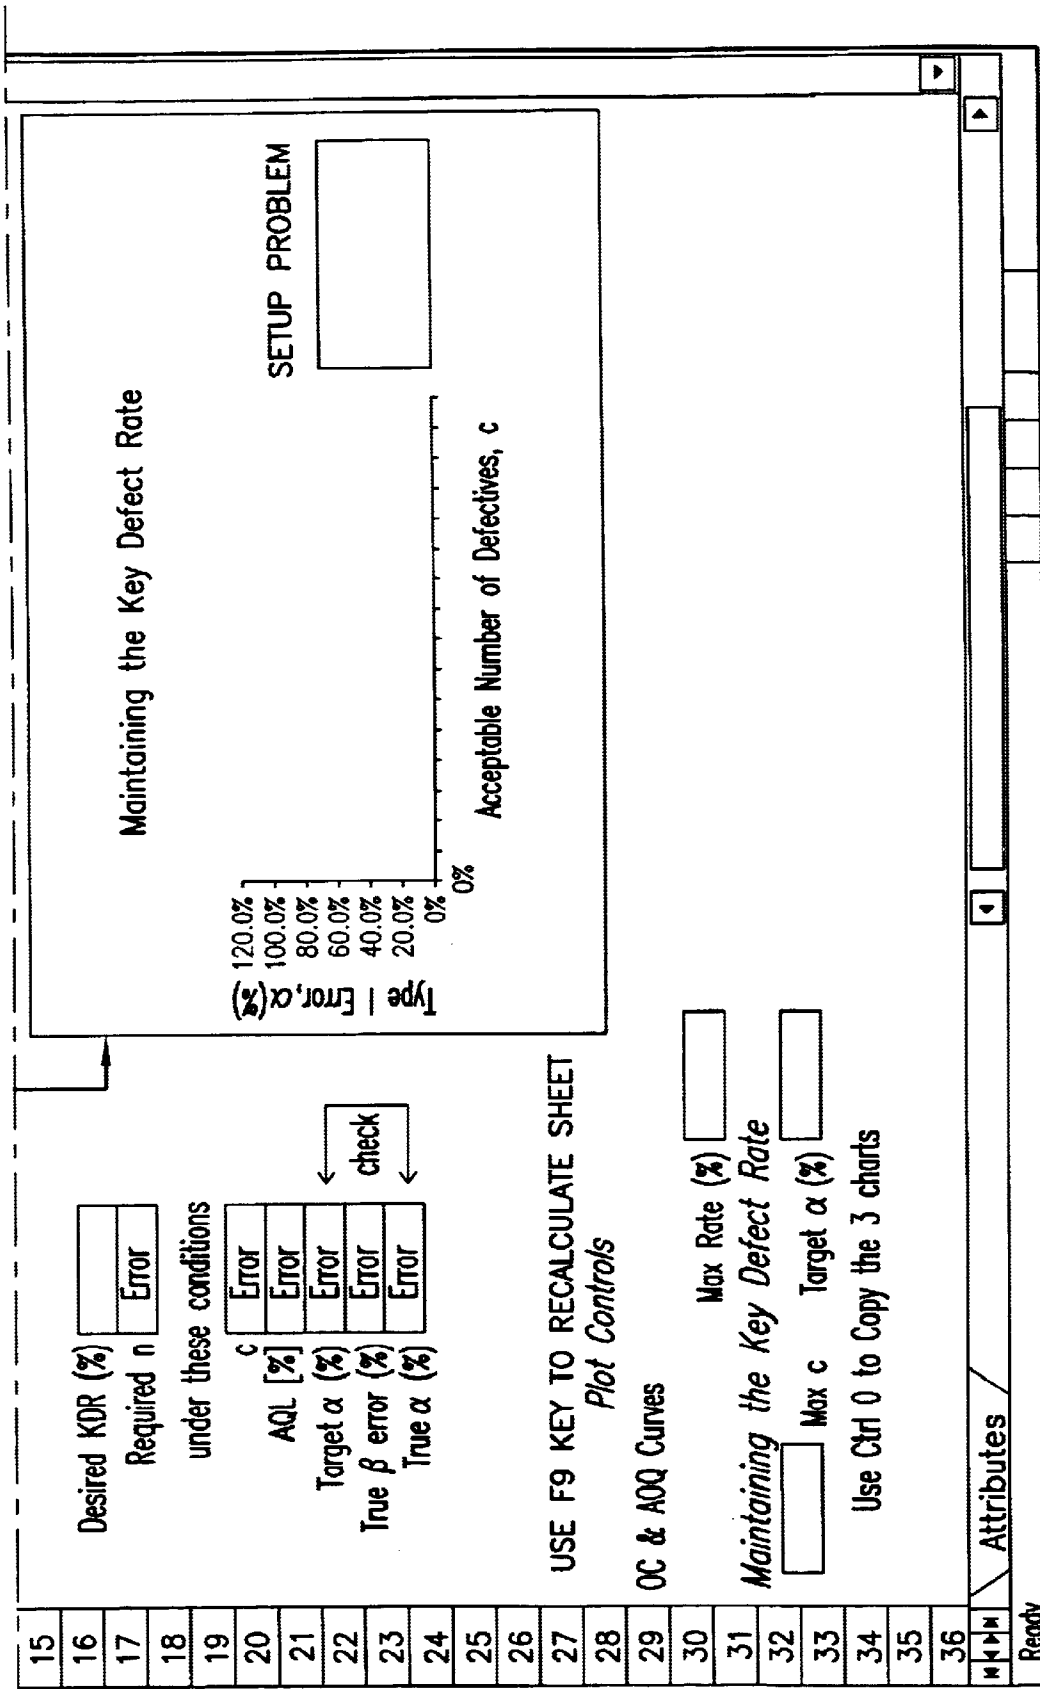 15
16
17
18
19
20
21
22
23
24
25
26
27
28
29
30
31
32
33
34
35
36
Desired KDR (%)
Required n Error
under these conditions
c Error
AQL [%] Error
Target α (%) Error
True β error (%) Error
True α (%) Error
check
USE F9 KEY TO RECALCULATE SHEET
Plot Controls
OC & AOQ Curves
Max Rate (%)
Maintaining the Key Defect Rate
Max c Target α (%)
Use Ctrl O to Copy the 3 charts
Maintaining the Key Defect Rate
Type I Error, α(%)
120.0%
100.0%
80.0%
60.0%
40.0%
20.0%
0%
0%
Acceptable Number of Defectives, c
SETUP PROBLEM
Attributes
Ready